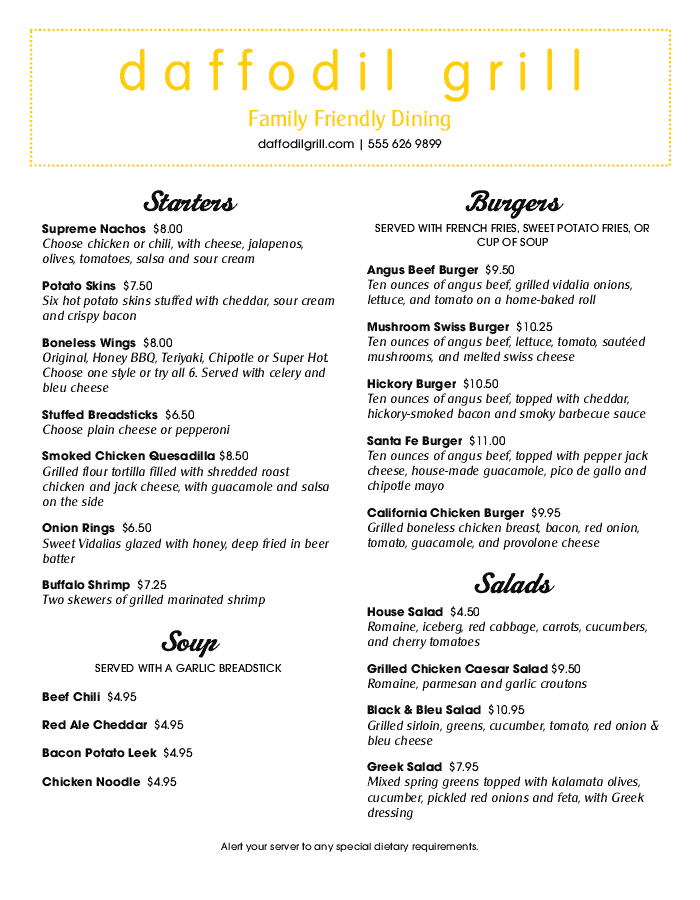 daffodil grill
Family Friendly Dining
daffodilgrill.com | 555 626 9899
Starters
Supreme Nachos $8.00
Choose chicken or chili, with cheese, jalapenos,
olives, tomatoes, salsa and sour cream
Potato Skins $7.50
Six hot potato skins stuffed with cheddar, sour cream
and crispy bacon
Boneless Wings $8.00
Original, Honey BBQ, Teriyaki, Chipotle or Super Hot.
Choose one style or try all 6. Served with celery and
bleu cheese
Stuffed Breadsticks $6.50
Choose plain cheese or pepperoni
Smoked Chicken Quesadilla $8.50
Grilled flour tortilla filled with shredded roast
chicken and jack cheese, with guacamole and salsa
on the side
Onion Rings $6.50
Sweet Vidalias glazed with honey, deep fried in beer
batter
Buffalo Shrimp $7.25
Two skewers of grilled marinated shrimp
Soup
SERVED WITH A GARLIC BREADSTICK
Beef Chili $4.95
Red Ale Cheddar $4.95
Bacon Potato Leek $4.95
Chicken Noodle $4.95
Burgers
SERVED WITH FRENCH FRIES, SWEET POTATO FRIES, OR
CUP OF SOUP
Angus Beef Burger $9.50
Ten ounces of angus beef, grilled vidalia onions,
lettuce, and tomato on a home-baked roll
Mushroom Swiss Burger $10.25
Ten ounces of angus beef, lettuce, tomato, sautéed
mushrooms, and melted swiss cheese
Hickory Burger $10.50
Ten ounces of angus beef, topped with cheddar,
hickory-smoked bacon and smoky barbecue sauce
Santa Fe Burger $11.00
Ten ounces of angus beef, topped with pepper jack
cheese, house-made guacamole, pico de gallo and
chipotle mayo
California Chicken Burger $9.95
Grilled boneless chicken breast, bacon, red onion,
tomato, guacamole, and provolone cheese
Salads
House Salad $4.50
Romaine, iceberg, red cabbage, carrots, cucumbers,
and cherry tomatoes
Grilled Chicken Caesar Salad $9.50
Romaine, parmesan and garlic croutons
Black & Bleu Salad $10.95
Grilled sirloin, greens, cucumber, tomato, red onion &
bleu cheese
Greek Salad $7.95
Mixed spring greens topped with kalamata olives,
cucumber, pickled red onions and feta, with Greek
dressing
Alert your server to any special dietary requirements.